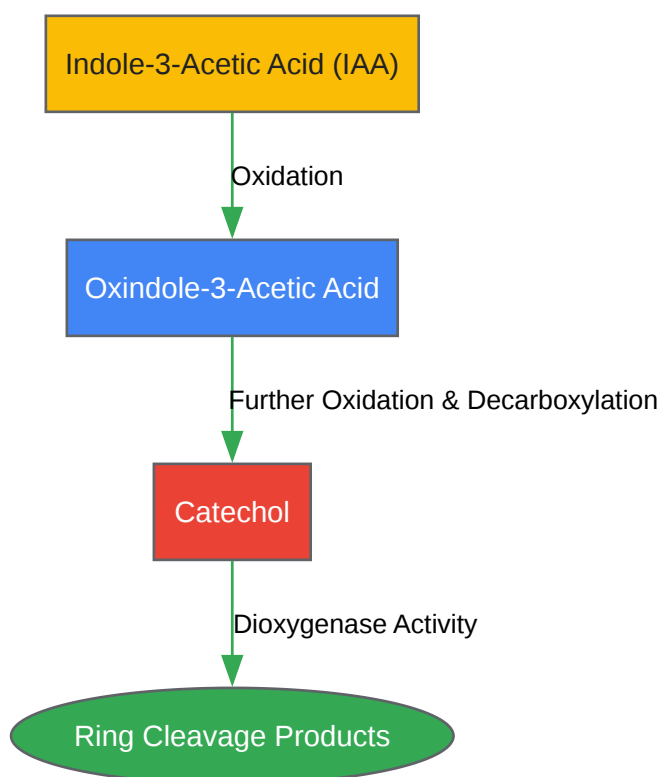 Indole-3-Acetic Acid (IAA)
Oxidation
Oxindole-3-Acetic Acid
Further Oxidation & Decarboxylation
Catechol
Dioxygenase Activity
Ring Cleavage Products